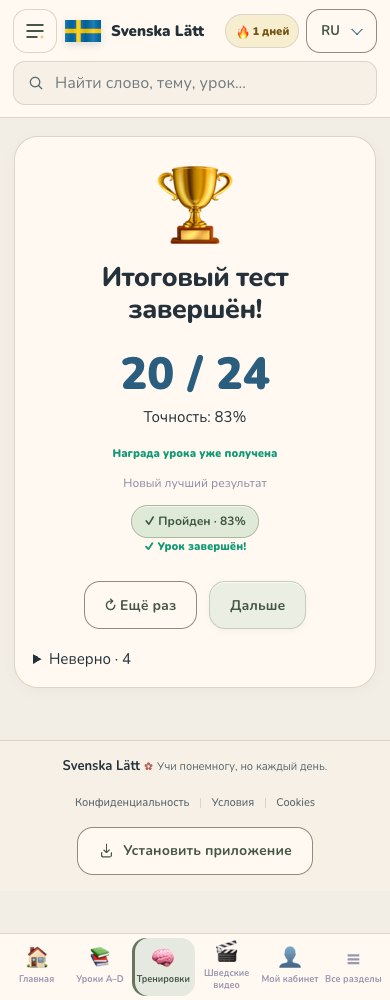 Svenska Lätt
1 дней
RU
Найти слово, тему, урок...
Итоговый тест
завершён!
20 / 24
Точность: 83%
Награда урока уже получена
Новый лучший результат
✓ Пройден · 83%
✓ Урок завершён!
↻ Ещё раз
Дальше
▶ Неверно · 4
Svenska Lätt ✿ Учи понемногу, но каждый день.
Конфиденциальность
Условия
Cookies
Установить приложение
Главная
Уроки A–D
Тренировки
Шведские
видео
Мой кабинет
Все разделы